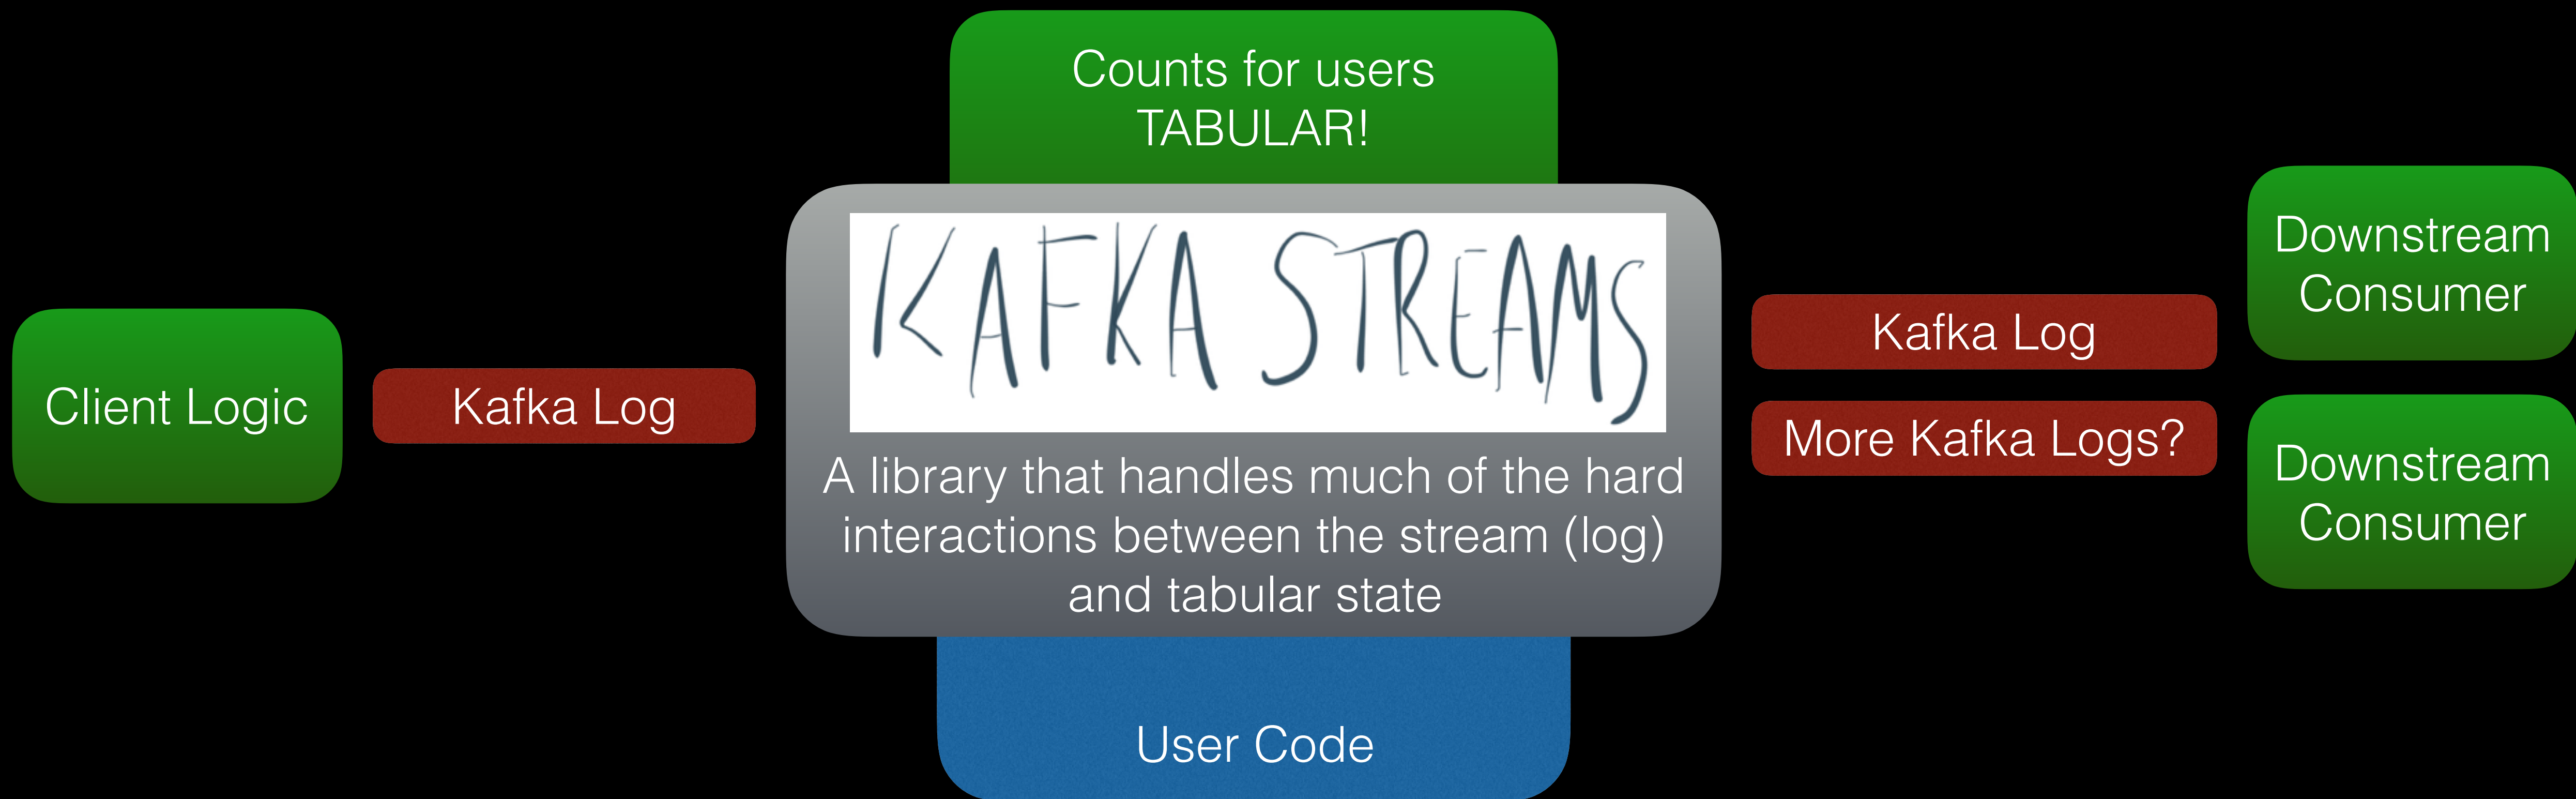 Counts for users
TABULAR!
Client Logic
Kafka Log
KAFKA STREAMS
A library that handles much of the hard
interactions between the stream (log)
and tabular state
User Code
Kafka Log
More Kafka Logs?
Downstream
Consumer
Downstream
Consumer